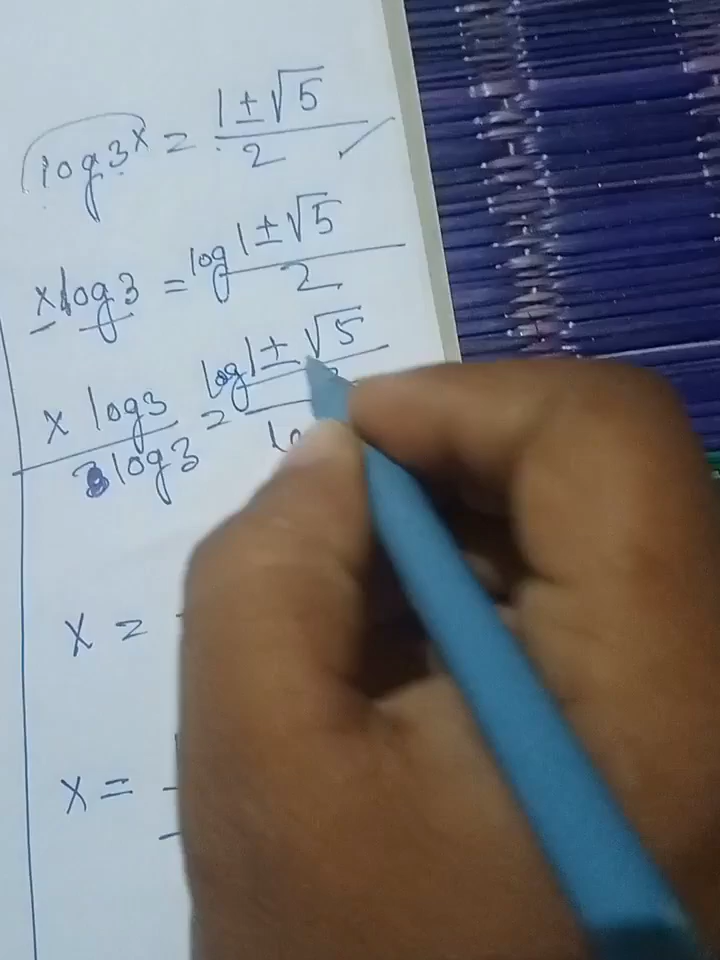 log 3^x = (1 ± √5)/2 ✓
x log 3 = log (1 ± √5)/2
(x log 3)/(log 3) = (log 1 ± √5)/
x =
x =